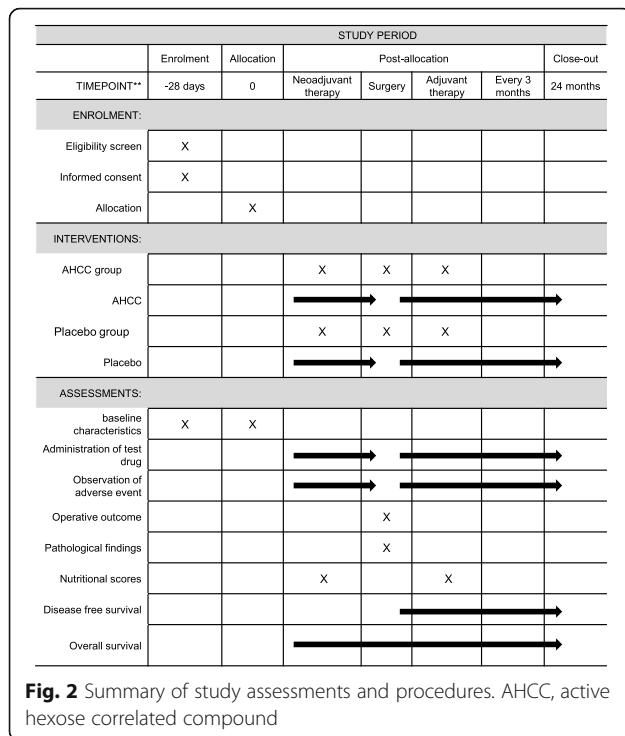 STUDY PERIOD
Enrolment Allocation Post-allocation Close-out
TIMEPOINT** -28 days 0 Neoadjuvant therapy Surgery Adjuvant therapy Every 3 months 24 months
ENROLMENT:
Eligibility screen X
Informed consent X
Allocation X
INTERVENTIONS:
AHCC group X X X
AHCC
Placebo group X X X
Placebo
ASSESSMENTS:
baseline characteristics X X
Administration of test drug
Observation of adverse event
Operative outcome X
Pathological findings X
Nutritional scores X X
Disease free survival
Overall survival
Fig. 2 Summary of study assessments and procedures. AHCC, active
hexose correlated compound